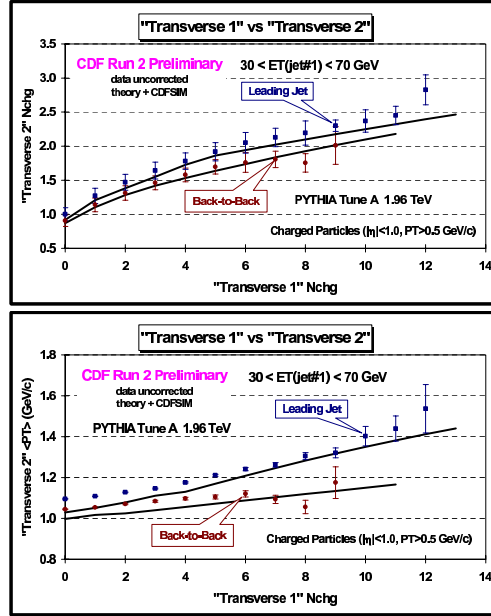 "Transverse 1" vs "Transverse 2"
3.5
3.0
2.5
2.0
1.5
1.0
0.5
"Transverse 2" Nchg
CDF Run 2 Preliminary
data uncorrected
theory + CDFSIM
30 < ET(jet#1) < 70 GeV
Leading Jet
Back-to-Back
PYTHIA Tune A 1.96 TeV
Charged Particles (|η|<1.0, PT>0.5 GeV/c)
0 2 4 6 8 10 12 14
"Transverse 1" Nchg
"Transverse 1" vs "Transverse 2"
1.8
1.6
1.4
1.2
1.0
0.8
"Transverse 2" <PT> (GeV/c)
CDF Run 2 Preliminary
data uncorrected
theory + CDFSIM
30 < ET(jet#1) < 70 GeV
PYTHIA Tune A 1.96 TeV
Leading Jet
Back-to-Back
Charged Particles (|η|<1.0, PT>0.5 GeV/c)
0 2 4 6 8 10 12 14
"Transverse 1" Nchg